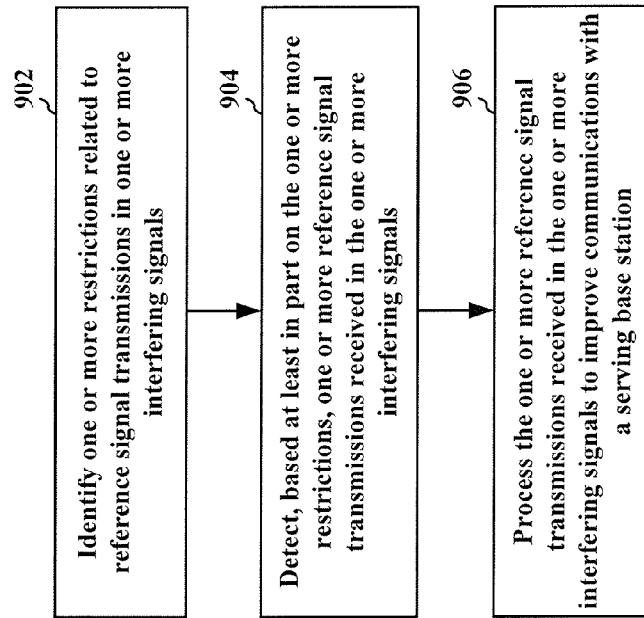 902
Identify one or more restrictions related to
reference signal transmissions in one or more
interfering signals
904
Detect, based at least in part on the one or more
restrictions, one or more reference signal
transmissions received in the one or more
interfering signals
906
Process the one or more reference signal
transmissions received in the one or more
interfering signals to improve communications with
a serving base station